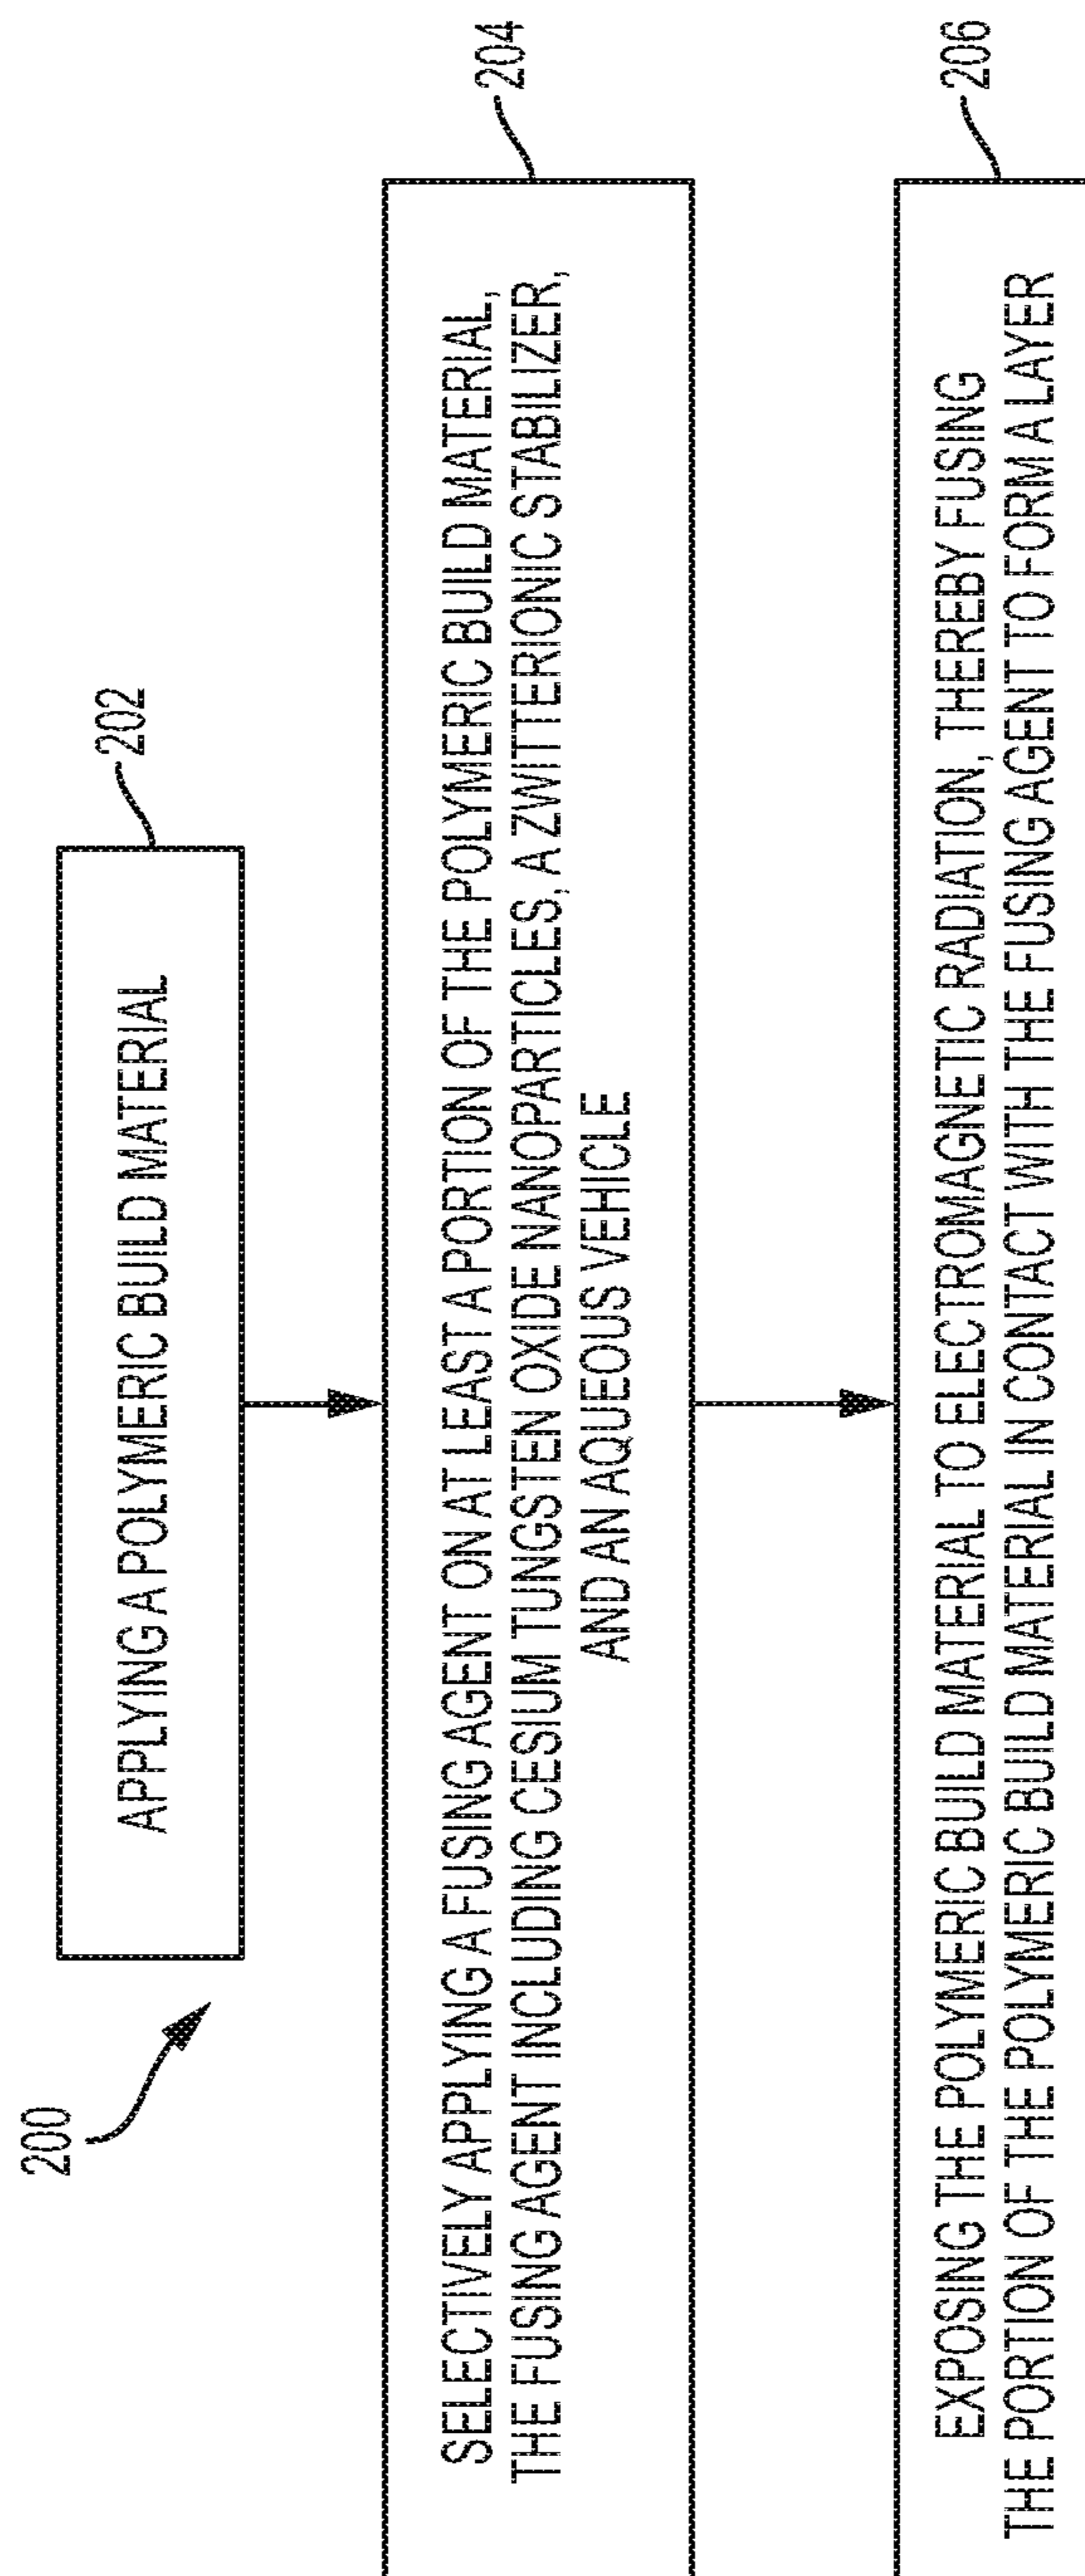 200
202
APPLYING A POLYMERIC BUILD MATERIAL
204
SELECTIVELY APPLYING A FUSING AGENT ON AT LEAST A PORTION OF THE POLYMERIC BUILD MATERIAL,
THE FUSING AGENT INCLUDING CESIUM TUNGSTEN OXIDE NANOPARTICLES, A ZWITTERIONIC STABILIZER,
AND AN AQUEOUS VEHICLE
206
EXPOSING THE POLYMERIC BUILD MATERIAL TO ELECTROMAGNETIC RADIATION, THEREBY FUSING
THE PORTION OF THE POLYMERIC BUILD MATERIAL IN CONTACT WITH THE FUSING AGENT TO FORM A LAYER